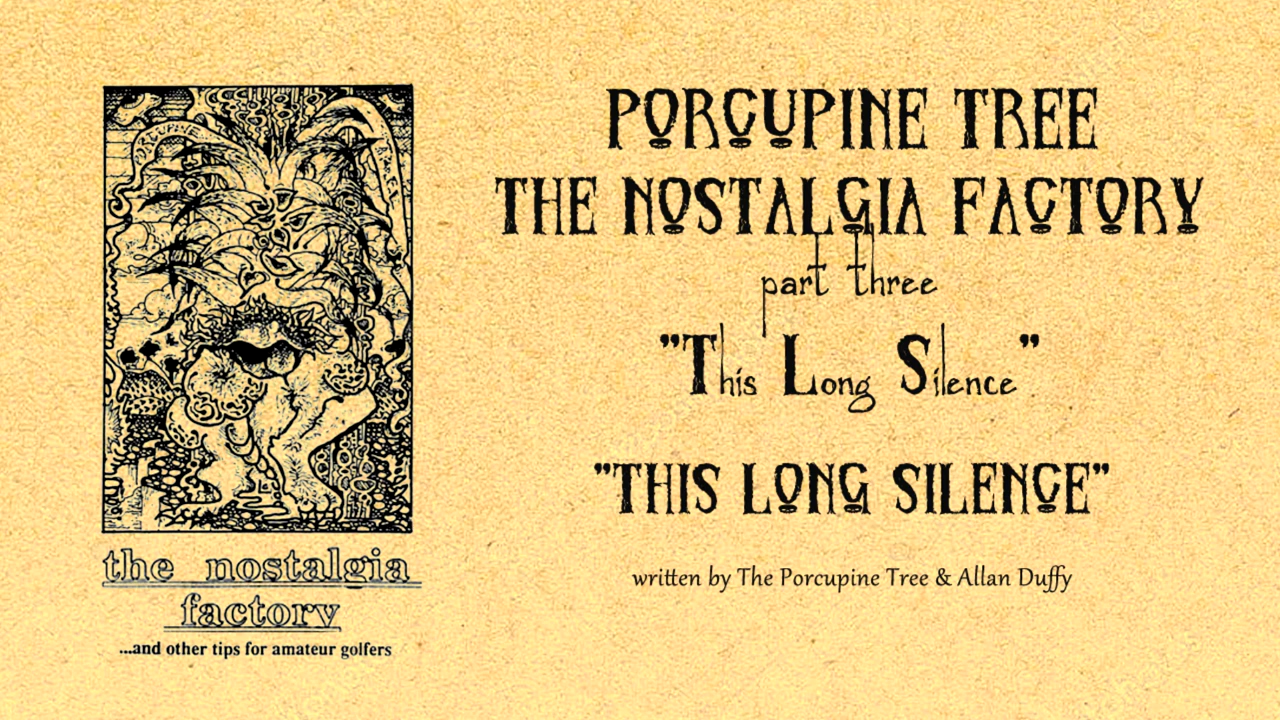 PORCUPINE TREE
THE NOSTALGIA FACTORY
part three
"This Long Silence"
"THIS LONG SILENCE"
written by The Porcupine Tree & Allan Duffy
PORCUPINE
the nostalgia
factory
...and other tips for amateur golfers